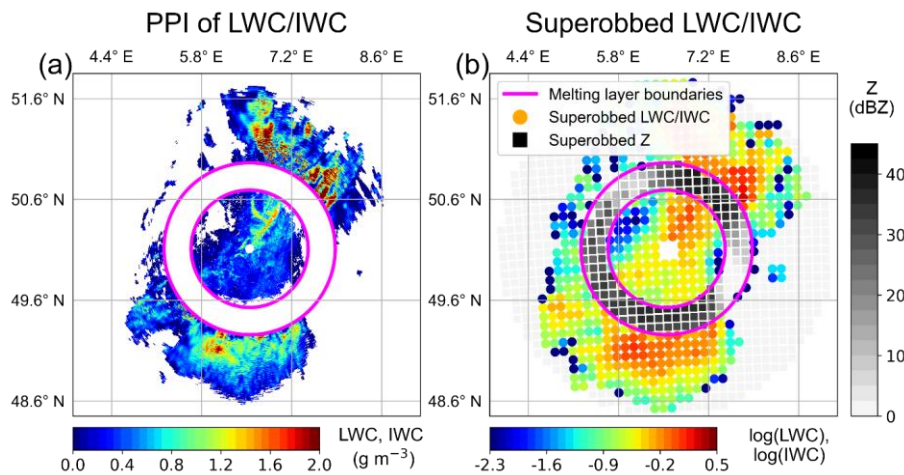 PPI of LWC/IWC
Superobbed LWC/IWC
4.4° E 5.8° E 7.2° E 8.6° E
4.4° E 5.8° E 7.2° E 8.6° E
(a)
(b)
Z
(dBZ)
51.6° N
50.6° N
49.6° N
48.6° N
51.6° N
50.6° N
49.6° N
48.6° N
Melting layer boundaries
Superobbed LWC/IWC
Superobbed Z
40
30
20
10
0
LWC, IWC
(g m⁻³)
0.0 0.4 0.8 1.2 1.6 2.0
log(LWC),
log(IWC)
-2.3 -1.6 -0.9 -0.2 0.5